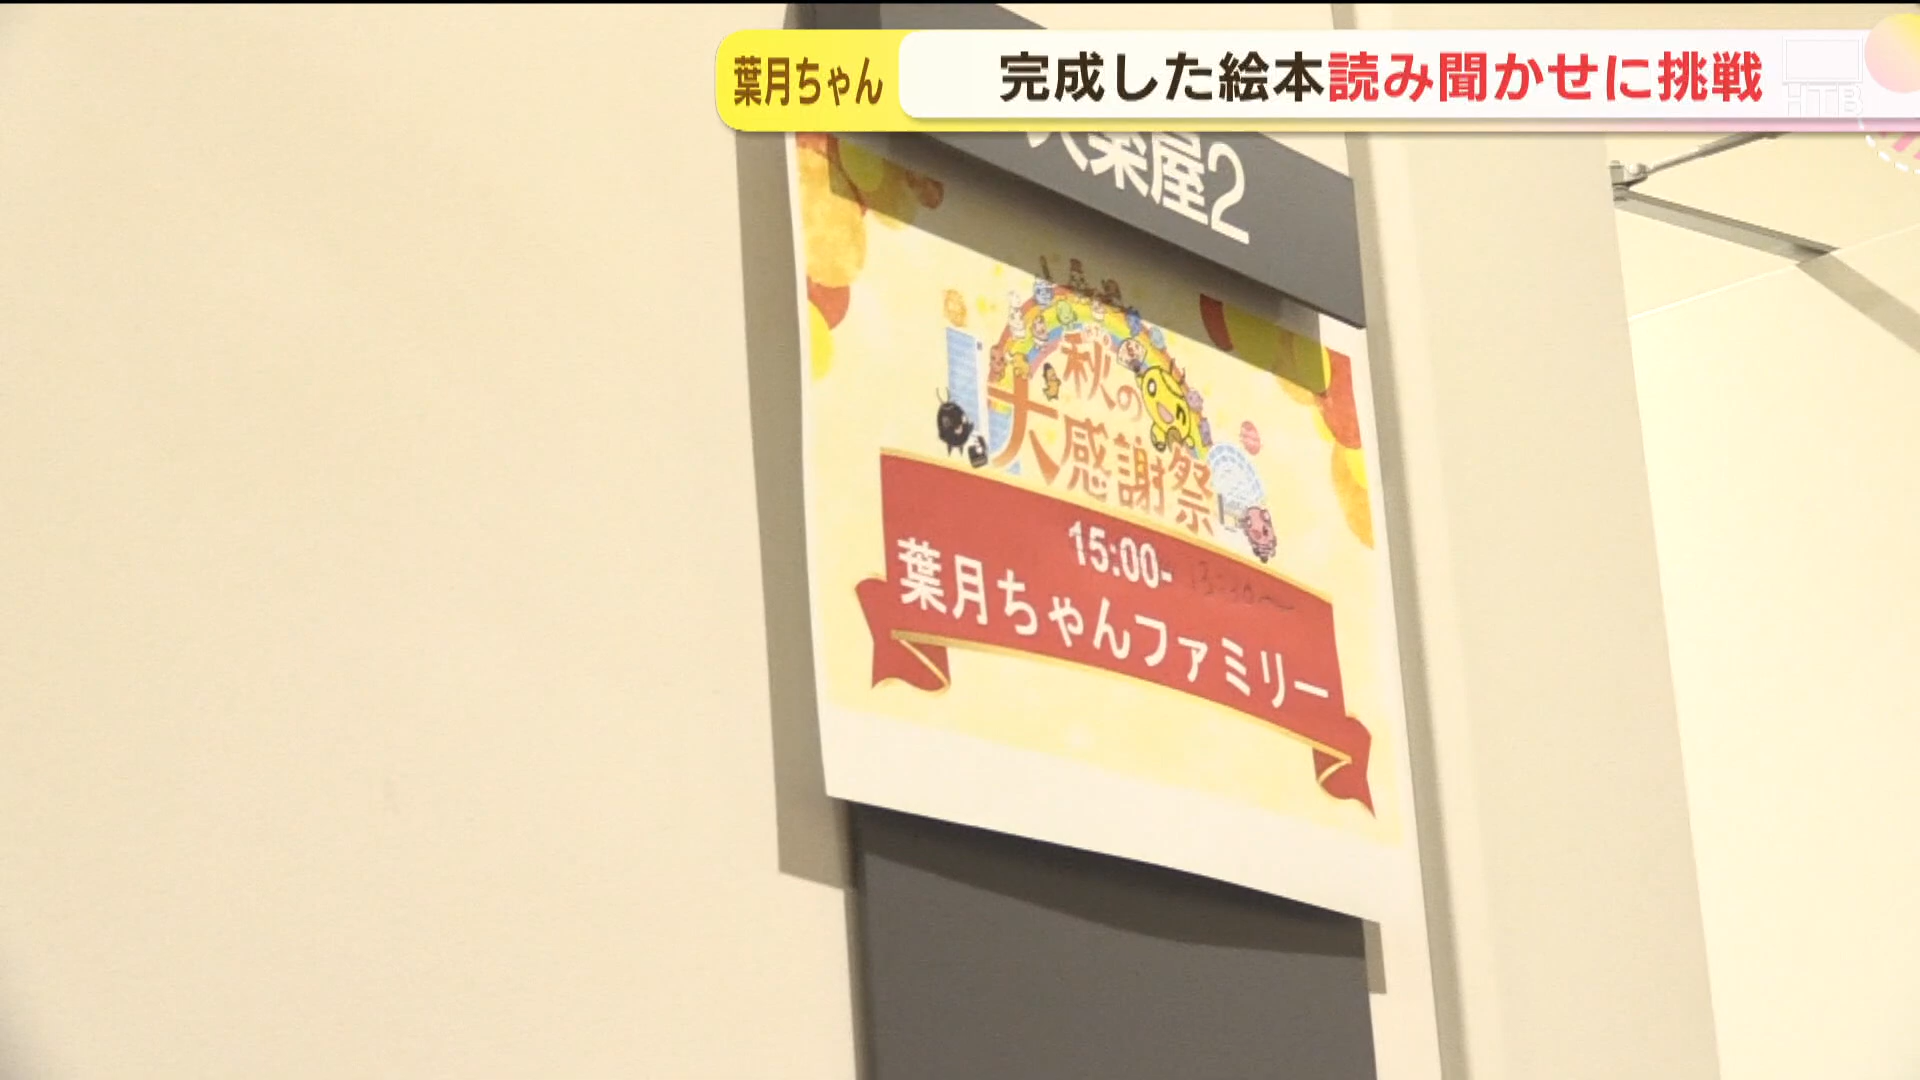 葉月ちゃん
完成した絵本読み聞かせに挑戦
HTB
楽屋2
秋の
大感謝祭
15:00-
葉月ちゃんファミリー